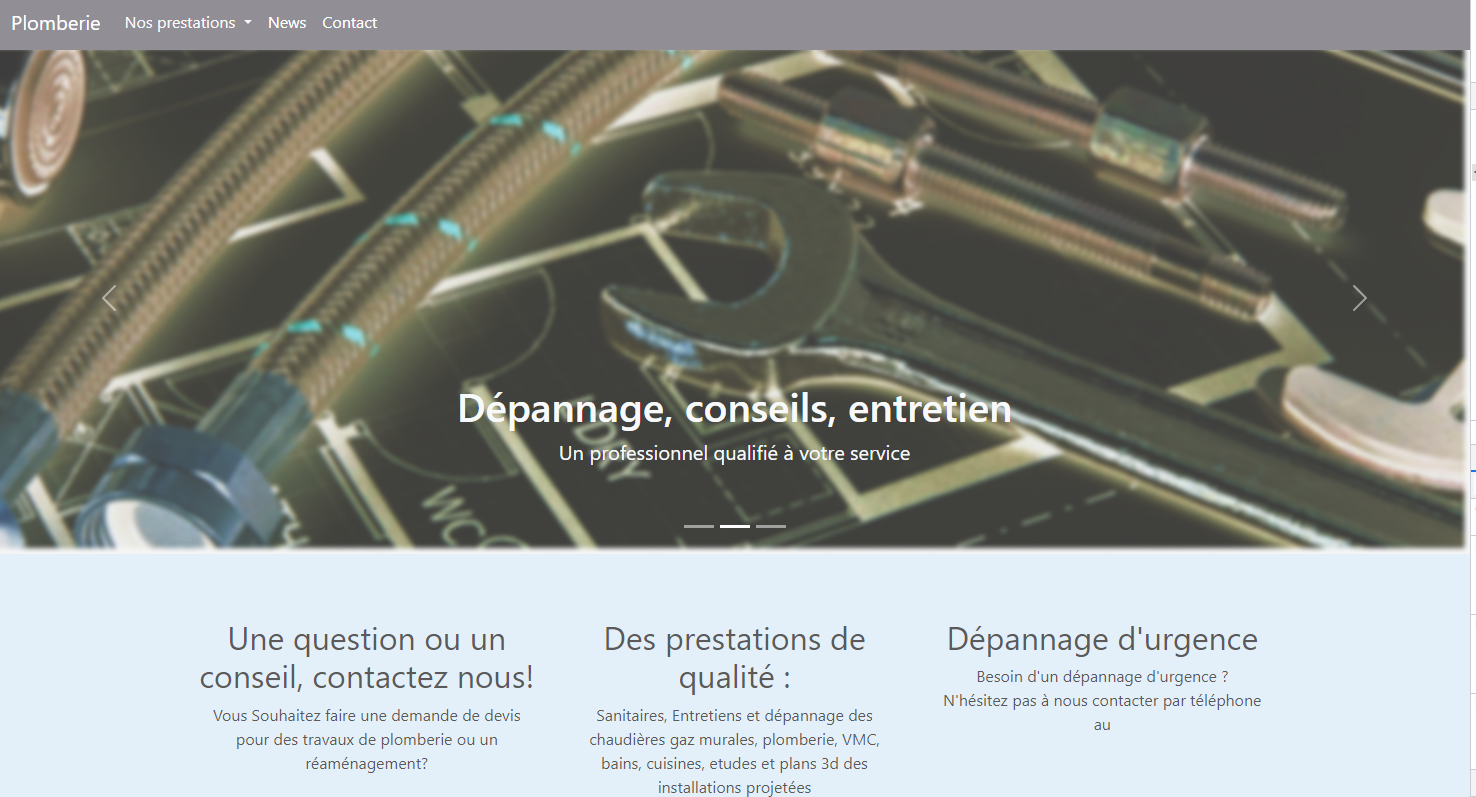 Plomberie Nos prestations News Contact
DRY
WC
Dépannage, conseils, entretien
Un professionnel qualifié à votre service
Une question ou un
conseil, contactez nous!
Vous Souhaitez faire une demande de devis
pour des travaux de plomberie ou un
réaménagement?
Des prestations de
qualité :
Sanitaires, Entretiens et dépannage des
chaudières gaz murales, plomberie, VMC,
bains, cuisines, etudes et plans 3d des
installations projetées
Dépannage d'urgence
Besoin d'un dépannage d'urgence ?
N'hésitez pas à nous contacter par téléphone
au